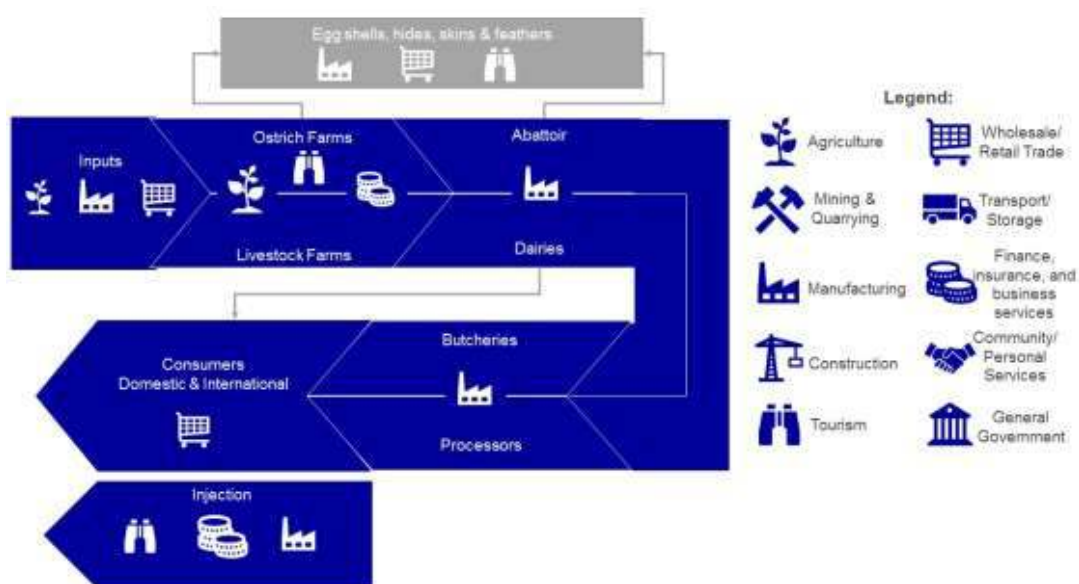 Egg shells, hides, skins & feathers
Inputs
Ostrich Farms
Livestock Farms
Abattoir
Dairies
Consumers
Domestic & International
Butcheries
Processors
Injection
Legend:
Agriculture
Wholesale/
Retail Trade
Mining &
Quarrying
Transport/
Storage
Manufacturing
Finance,
insurance, and
business
services
Construction
Community/
Personal
Services
Tourism
General
Government